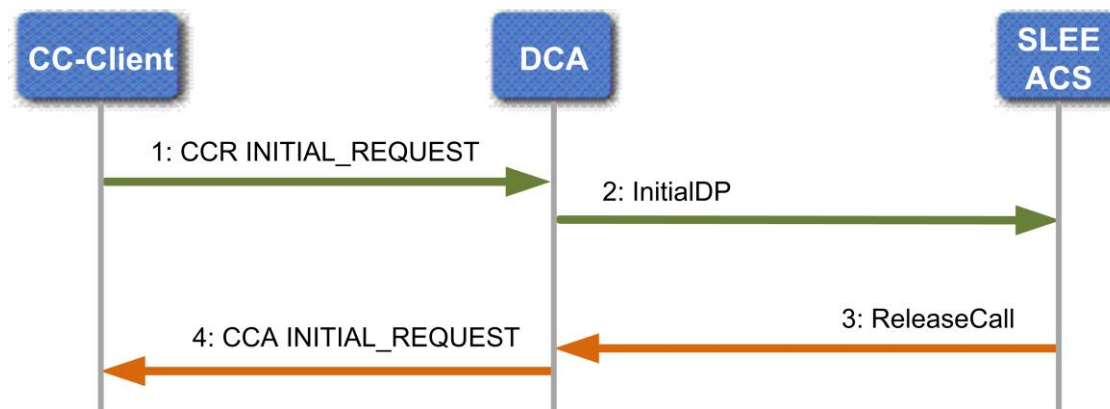 CC-Client
DCA
SLEE
ACS
1: CCR INITIAL_REQUEST
2: InitialDP
3: ReleaseCall
4: CCA INITIAL_REQUEST